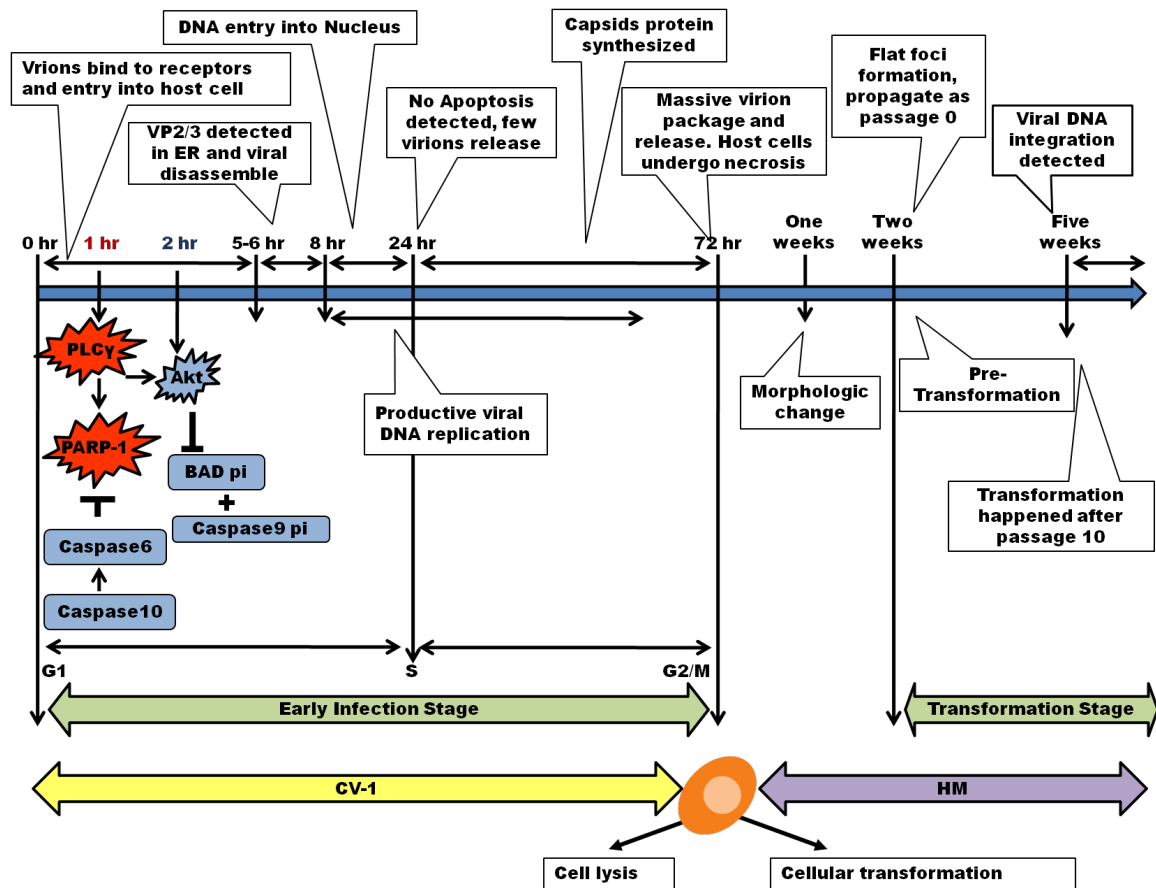 DNA entry into Nucleus
Capsids protein
synthesized
Vrions bind to receptors
and entry into host cell
Flat foci
formation,
propagate as
passage 0
No Apoptosis
detected, few
virions release
Massive virion
package and
release. Host cells
undergo necrosis
Viral DNA
integration
detected
VP2/3 detected
in ER and viral
disassemble
0 hr
1 hr
2 hr
5-6 hr
8 hr
24 hr
72 hr
One
weeks
Two
weeks
Five
weeks
PLCγ
Akt
PARP-1
BAD pi
+
Caspase9 pi
Caspase6
Caspase10
Productive viral
DNA replication
Morphologic
change
Pre-
Transformation
Transformation
happened after
passage 10
G1
S
G2/M
Early Infection Stage
Transformation Stage
CV-1
HM
Cell lysis
Cellular transformation